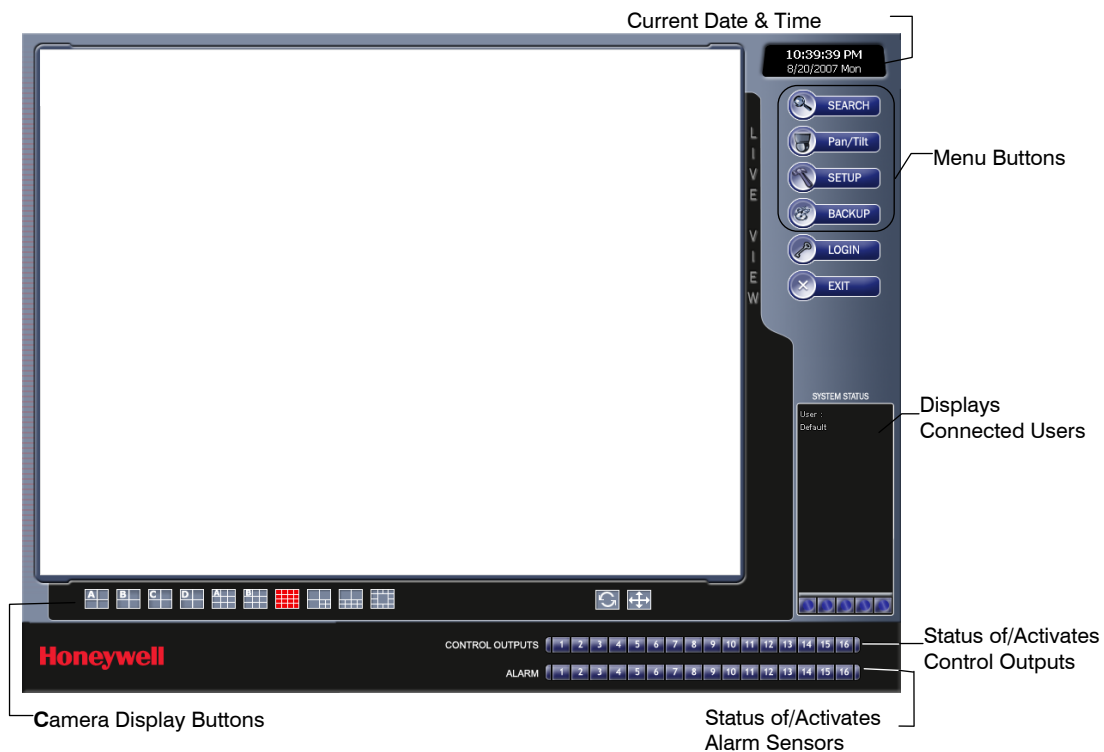 Current Date & Time
10:39:39 PM
8/20/2007 Mon
SEARCH
Pan/Tilt
SETUP
BACKUP
LOGIN
EXIT
Menu Buttons
LIVE VIEW
SYSTEM STATUS
User :
Default
Displays
Connected Users
A B C D A B
CONTROL OUTPUTS 1 2 3 4 5 6 7 8 9 10 11 12 13 14 15 16
ALARM 1 2 3 4 5 6 7 8 9 10 11 12 13 14 15 16
Honeywell
Status of/Activates
Control Outputs
Camera Display Buttons
Status of/Activates
Alarm Sensors